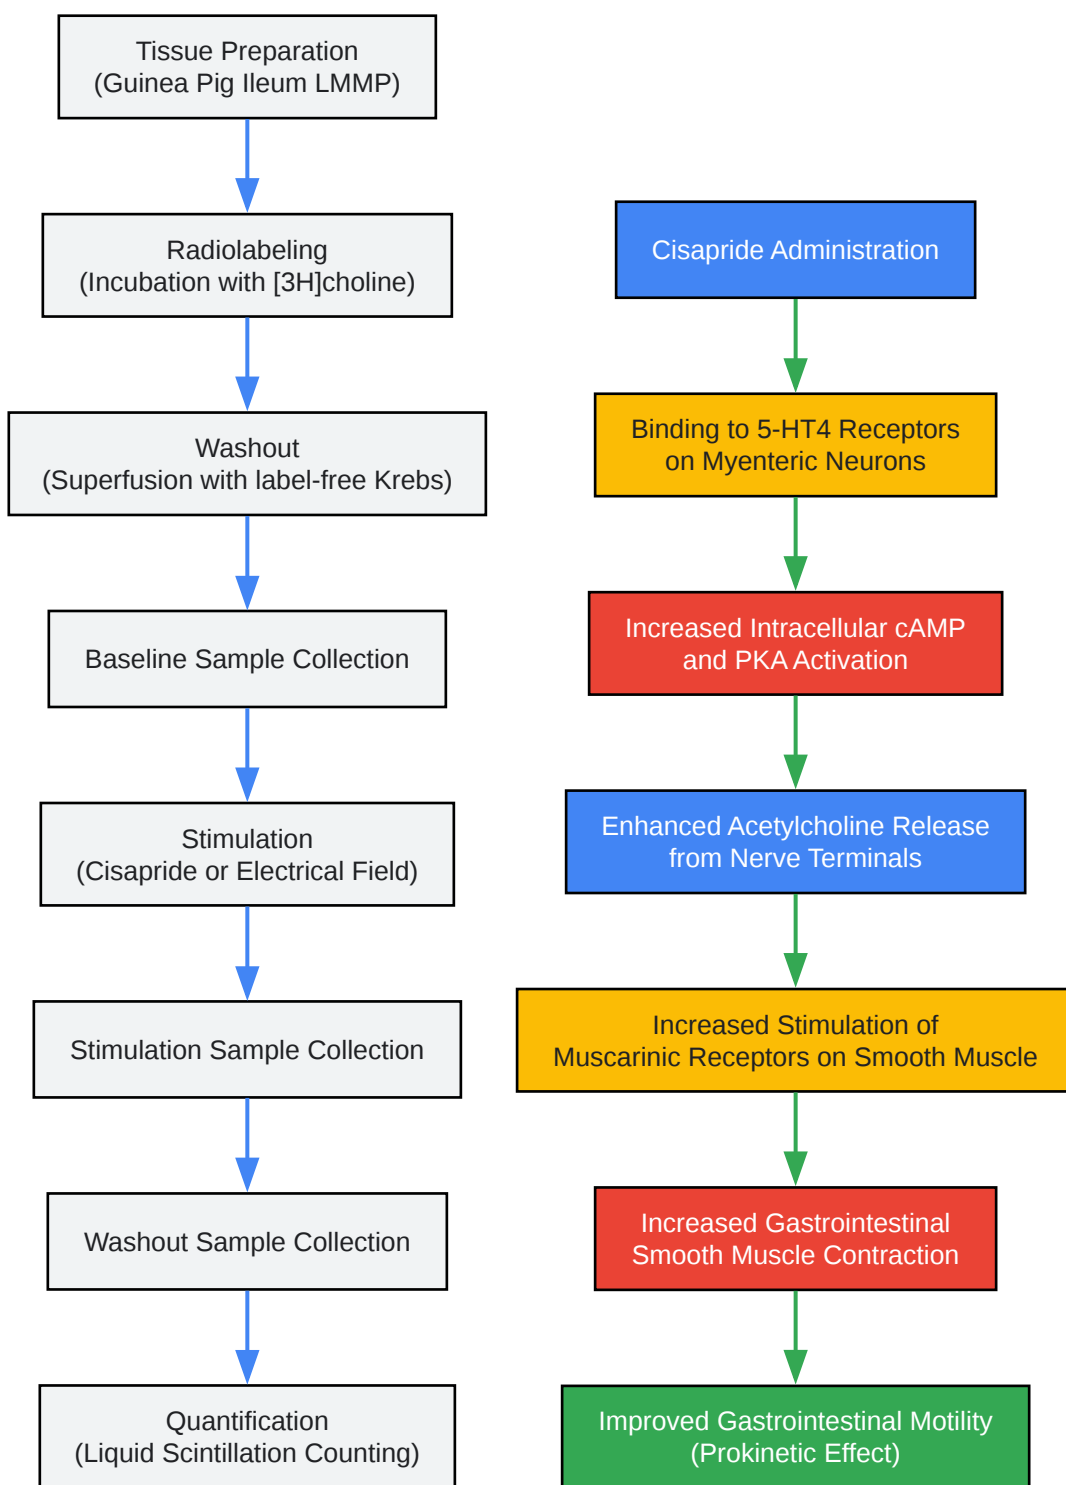 Tissue Preparation
(Guinea Pig Ileum LMMP)
Radiolabeling
(Incubation with [3H]choline)
Washout
(Superfusion with label-free Krebs)
Baseline Sample Collection
Stimulation
(Cisapride or Electrical Field)
Stimulation Sample Collection
Washout Sample Collection
Quantification
(Liquid Scintillation Counting)
Cisapride Administration
Binding to 5-HT4 Receptors
on Myenteric Neurons
Increased Intracellular cAMP
and PKA Activation
Enhanced Acetylcholine Release
from Nerve Terminals
Increased Stimulation of
Muscarinic Receptors on Smooth Muscle
Increased Gastrointestinal
Smooth Muscle Contraction
Improved Gastrointestinal Motility
(Prokinetic Effect)